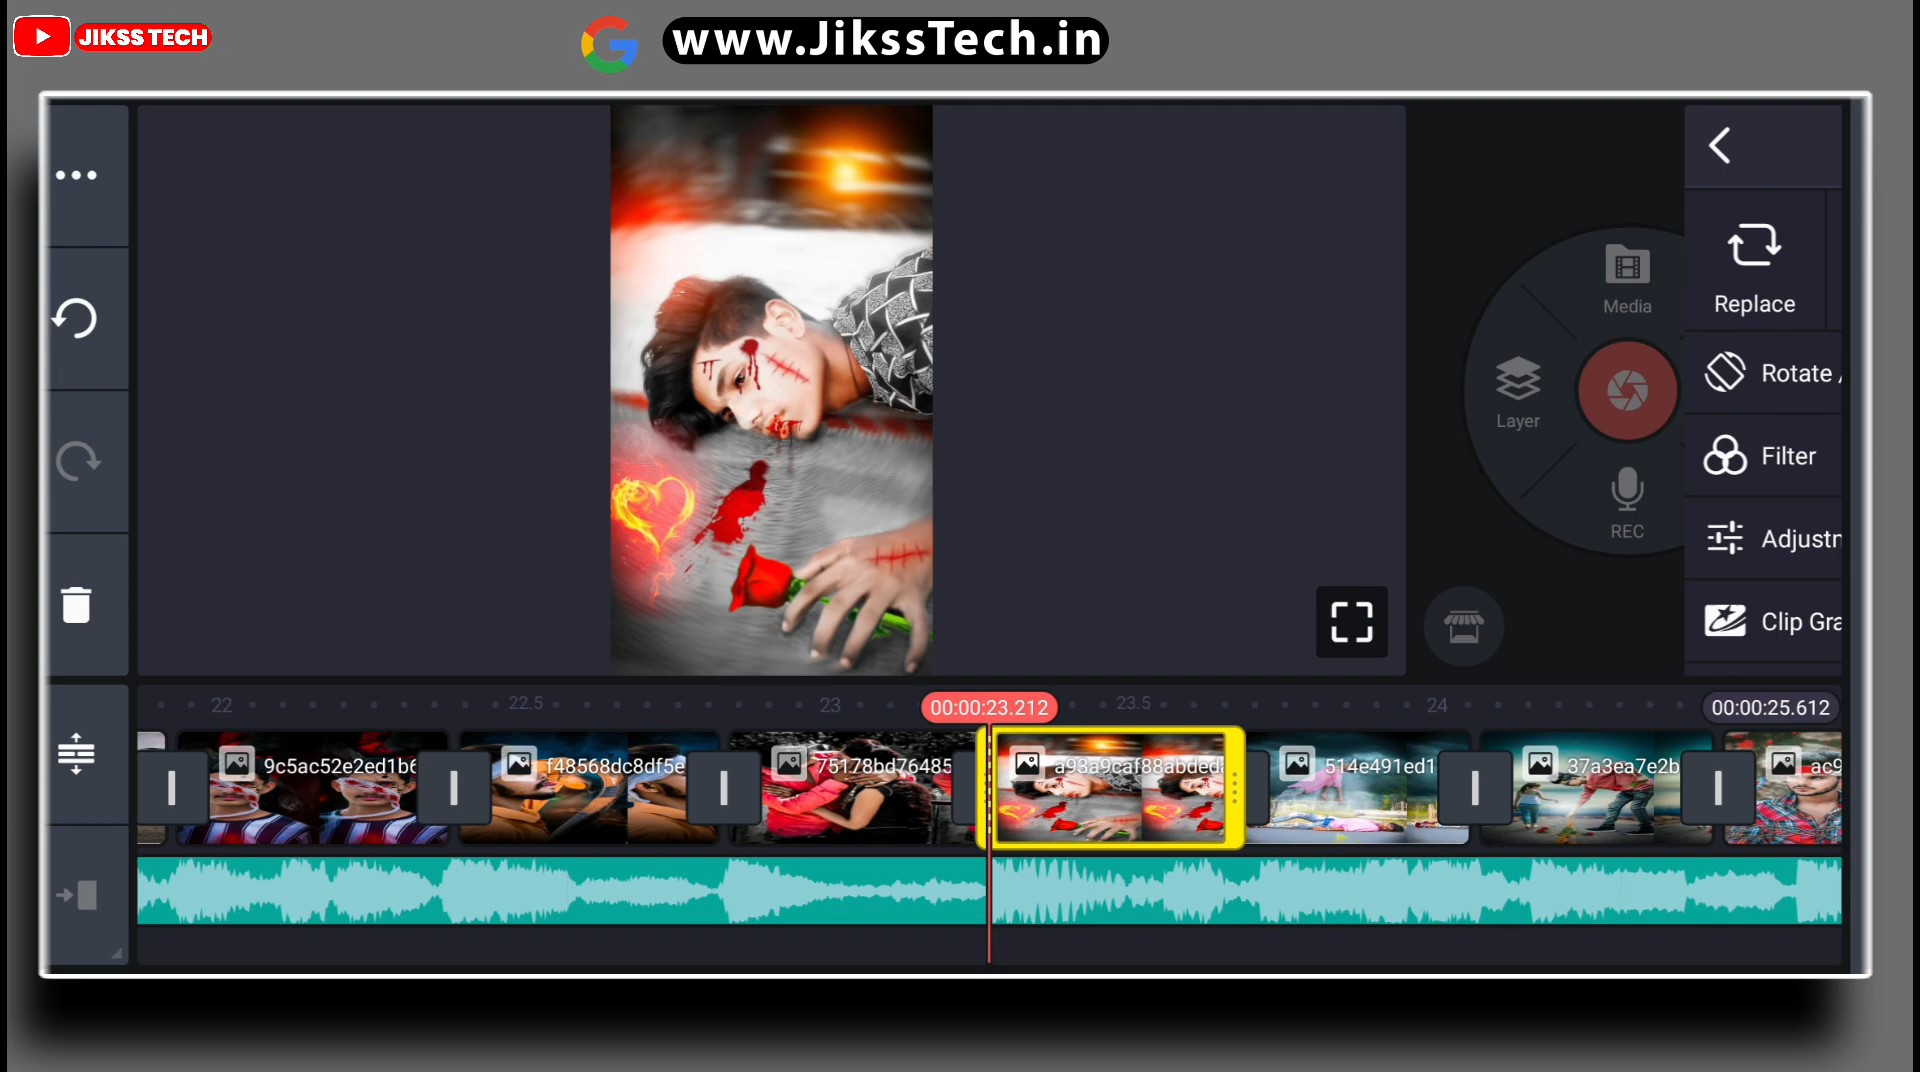 JIKSS TECH
www.JikssTech.in
Media
Layer
REC
Replace
Rotate
Filter
Adjustm
Clip Gra
22
22.5
23
00:00:23.212
23.5
24
00:00:25.612
9c5ac52e2ed1b6
f48568dc8df5e
75178bd76485
a93a9caf88abded
514e491ed1
37a3ea7e2b
ac9